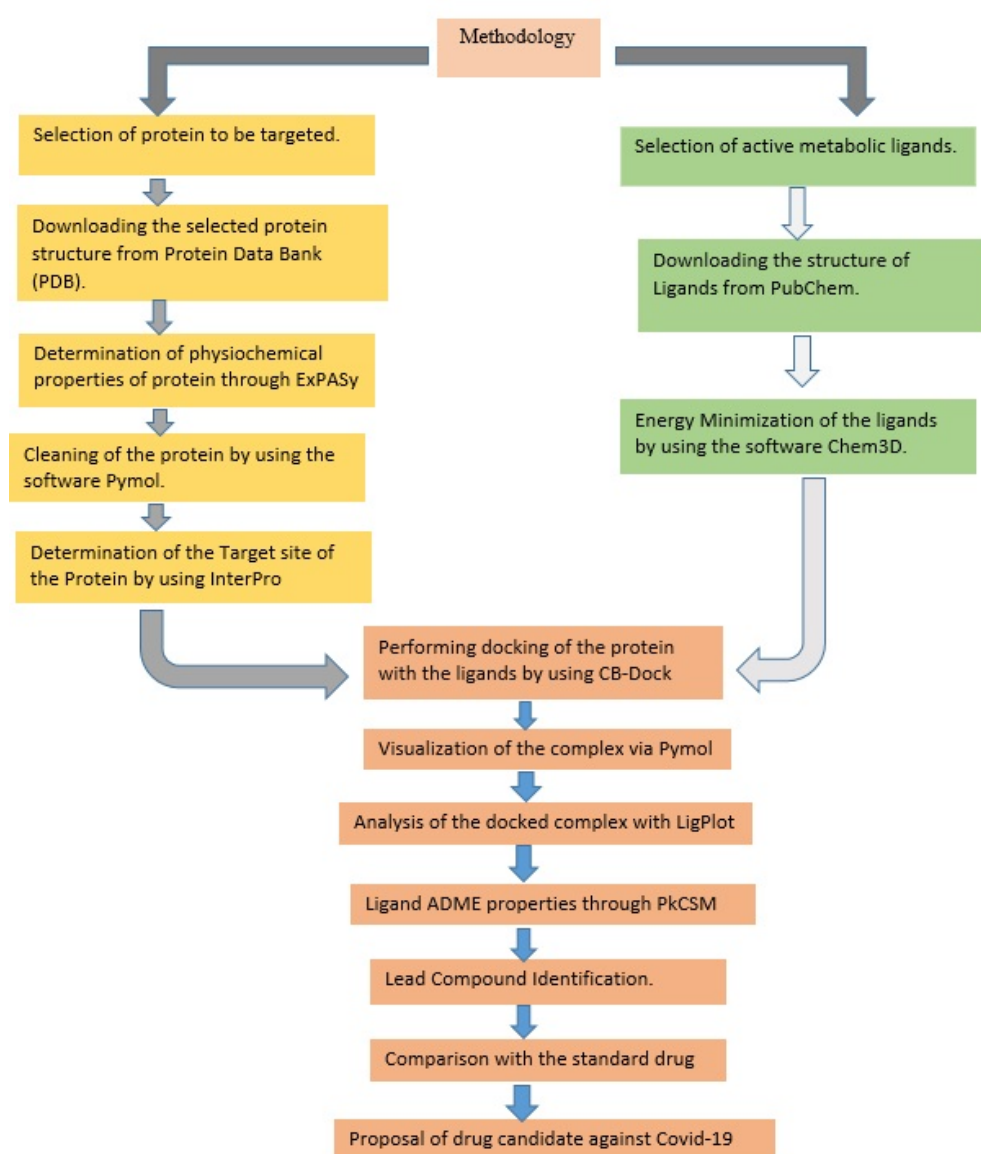 Methodology
Selection of protein to be targeted.
Downloading the selected protein
structure from Protein Data Bank
(PDB).
Determination of physiochemical
properties of protein through ExPASy
Cleaning of the protein by using the
software Pymol.
Determination of the Target site of
the Protein by using InterPro
Selection of active metabolic ligands.
Downloading the structure of
Ligands from PubChem.
Energy Minimization of the ligands
by using the software Chem3D.
Performing docking of the protein
with the ligands by using CB-Dock
Visualization of the complex via Pymol
Analysis of the docked complex with LigPlot
Ligand ADME properties through PkCSM
Lead Compound Identification.
Comparison with the standard drug
Proposal of drug candidate against Covid-19